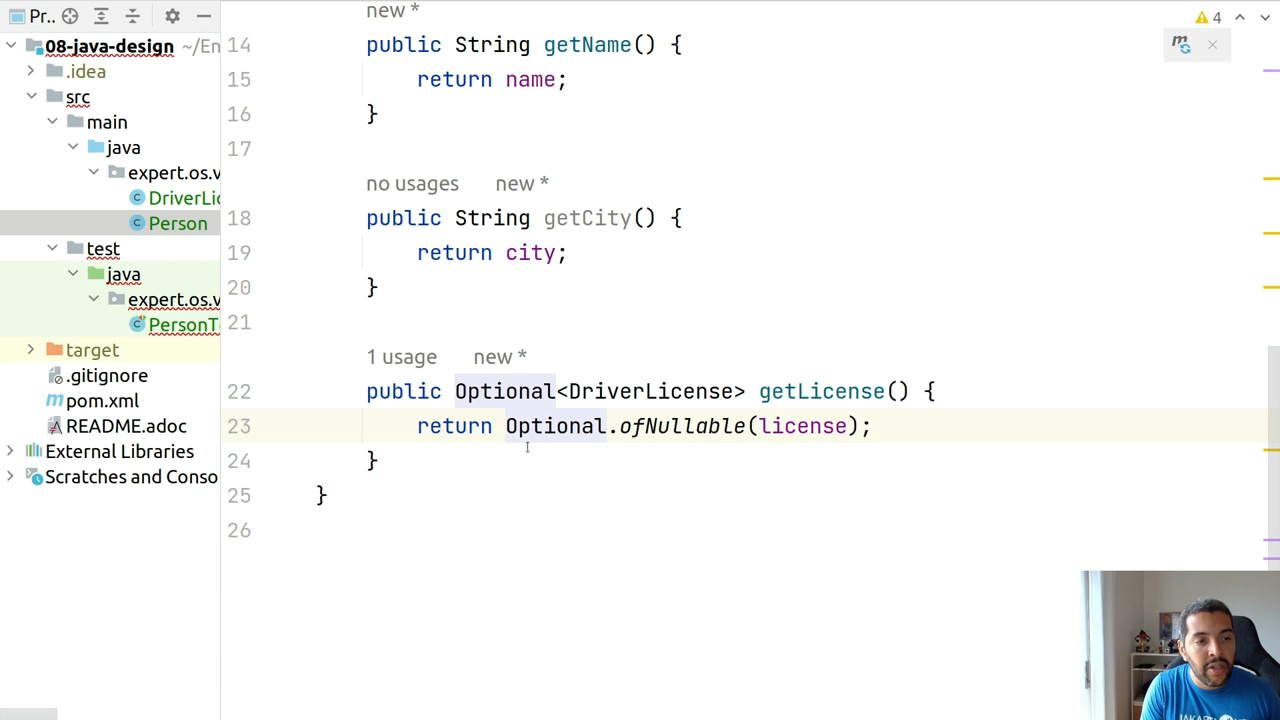 Pr..
08-java-design ~/En
.idea
src
main
java
expert.os.v
DriverLic
Person
test
java
expert.os.v
PersonT
target
.gitignore
pom.xml
README.adoc
External Libraries
Scratches and Conso
new *
14 public String getName() {
15 return name;
16 }
17
no usages new *
18 public String getCity() {
19 return city;
20 }
21
1 usage new *
22 public Optional<DriverLicense> getLicense() {
23 return Optional.ofNullable(license);
24 }
25 }
26
4
m
JAKARTA